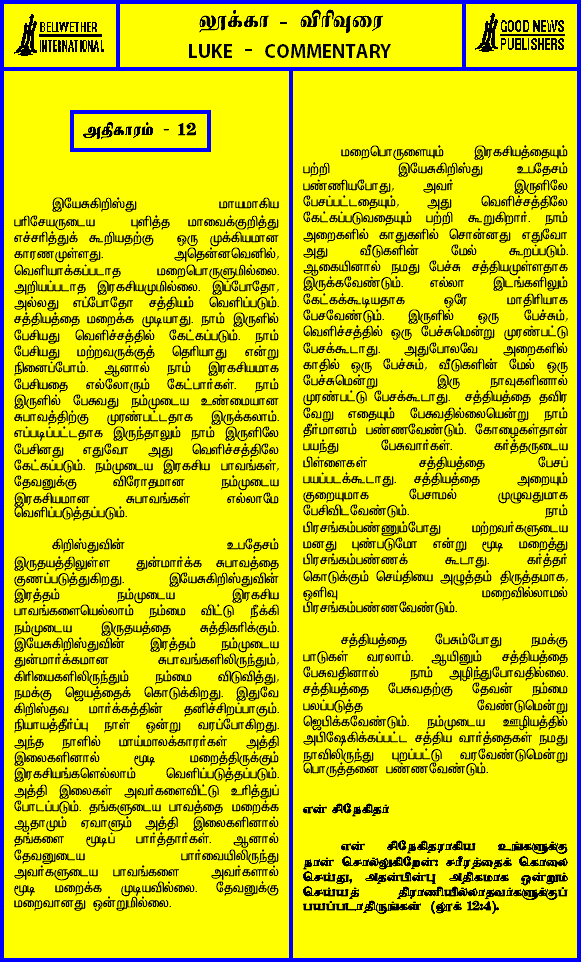 BELLWETHER
INTERNATIONAL
லூக்கா - விரிவுரை
LUKE - COMMENTARY
GOOD NEWS
PUBLISHERS
அதிகாரம் - 12
இயேசுகிறிஸ்து மாயமாகிய
பரிசேயருடைய புளித்த மாவைக்குறித்து
எச்சரித்துக் கூறியதற்கு ஒரு முக்கியமான
காரணமுள்ளது. அதென்னவெனில்,
வெளியாக்கப்படாத மறைபொருளுமில்லை.
அறியப்படாத இரகசியமுமில்லை. இப்போதோ,
அல்லது எப்போதோ சத்தியம் வெளிப்படும்.
சத்தியத்தை மறைக்க முடியாது. நாம் இருளில்
பேசியது வெளிச்சத்தில் கேட்கப்படும். நாம்
பேசியது மற்றவருக்குத் தெரியாது என்று
நினைப்போம். ஆனால் நாம் இரகசியமாக
பேசியதை எல்லோரும் கேட்பார்கள். நாம்
இருளில் பேசுவது நம்முடைய உண்மையான
சுபாவத்திற்கு முரண்பட்டதாக இருக்கலாம்.
எப்படிப்பட்டதாக இருந்தாலும் நாம் இருளிலே
பேசினது எதுவோ அது வெளிச்சத்திலே
கேட்கப்படும். நம்முடைய இரகசிய பாவங்கள்,
தேவனுக்கு விரோதமான நம்முடைய
இரகசியமான சுபாவங்கள் எல்லாமே
வெளிப்படுத்தப்படும்.
கிறிஸ்துவின் உபதேசம்
இருதயத்திலுள்ள துன்மார்க்க சுபாவத்தை
குணப்படுத்துகிறது. இயேசுகிறிஸ்துவின்
இரத்தம் நம்முடைய இரகசிய
பாவங்களையெல்லாம் நம்மை விட்டு நீக்கி
நம்முடைய இருதயத்தை சுத்திகரிக்கும்.
இயேசுகிறிஸ்துவின் இரத்தம் நம்முடைய
துன்மார்க்கமான சுபாவங்களிலிருந்தும்,
கிரியைகளிலிருந்தும் நம்மை விடுவித்து,
நமக்கு ஜெயத்தைக் கொடுக்கிறது. இதுவே
கிறிஸ்தவ மார்க்கத்தின் தனிச்சிறப்பாகும்.
நியாயத்தீர்ப்பு நாள் ஒன்று வரப்போகிறது.
அந்த நாளில் மாய்மாலக்காரர்கள் அத்தி
இலைகளினால் மூடி மறைத்திருக்கும்
இரகசியங்களெல்லாம் வெளிப்படுத்தப்படும்.
அத்தி இலைகள் அவர்களைவிட்டு உரித்துப்
போடப்படும். தங்களுடைய பாவத்தை மறைக்க
ஆதாமும் ஏவாளும் அத்தி இலைகளினால்
தங்களை மூடிப் பார்த்தார்கள். ஆனால்
தேவனுடைய பார்வையிலிருந்து
அவர்களுடைய பாவங்களை அவர்களால்
மூடி மறைக்க முடியவில்லை. தேவனுக்கு
மறைவானது ஒன்றுமில்லை.
மறைபொருளையும் இரகசியத்தையும்
பற்றி இயேசுகிறிஸ்து உபதேசம்
பண்ணியபோது, அவர் இருளிலே
பேசப்பட்டதையும், அது வெளிச்சத்திலே
கேட்கப்படுவதையும் பற்றி கூறுகிறார். நாம்
அறைகளில் காதுகளில் சொன்னது எதுவோ
அது வீடுகளின் மேல் கூறப்படும்.
ஆகையினால் நமது பேச்சு சத்தியமுள்ளதாக
இருக்கவேண்டும். எல்லா இடங்களிலும்
கேட்கக்கூடியதாக ஒரே மாதிரியாக
பேசவேண்டும். இருளில் ஒரு பேச்சும்,
வெளிச்சத்தில் ஒரு பேச்சுமென்று முரண்பட்டு
பேசக்கூடாது. அதுபோலவே அறைகளில்
காதில் ஒரு பேச்சும், வீடுகளின் மேல் ஒரு
பேச்சுமென்று இரு நாவுகளினால்
முரண்பட்டு பேசக்கூடாது. சத்தியத்தை தவிர
வேறு எதையும் பேசுவதில்லையென்று நாம்
தீர்மானம் பண்ணவேண்டும். கோழைகள்தான்
பயந்து பேசுவார்கள். கர்த்தருடைய
பிள்ளைகள் சத்தியத்தை பேசப்
பயப்படக்கூடாது. சத்தியத்தை அறையும்
குறையுமாக பேசாமல் முழுவதுமாக
பேசிவிடவேண்டும். நாம்
பிரசங்கம்பண்ணும்போது மற்றவர்களுடைய
மனது புண்படுமோ என்று மூடி மறைத்து
பிரசங்கம்பண்ணக் கூடாது. கர்த்தர்
கொடுக்கும் செய்தியை அழுத்தம் திருத்தமாக,
ஒளிவு மறைவில்லாமல்
பிரசங்கம்பண்ணவேண்டும்.
சத்தியத்தை பேசும்போது நமக்கு
பாடுகள் வரலாம். ஆயினும் சத்தியத்தை
பேசுவதினால் நாம் அழிந்துபோவதில்லை.
சத்தியத்தை பேசுவதற்கு தேவன் நம்மை
பலப்படுத்த வேண்டுமென்று
ஜெபிக்கவேண்டும். நம்முடைய ஊழியத்தில்
அபிஷேகிக்கப்பட்ட சத்திய வார்த்தைகள் நமது
நாவிலிருந்து புறப்பட்டு வரவேண்டுமென்று
பொருத்தனை பண்ணவேண்டும்.
என் சிநேகிதர்
என் சிநேகிதராகிய உங்களுக்கு
நான் சொல்லுகிறேன்: சரீரத்தைக் கொலை
செய்து, அதன்பின்பு அதிகமாக ஒன்றும்
செய்யத் திராணியில்லாதவர்களுக்குப்
பயப்படாதிருங்கள் (லூக் 12:4).